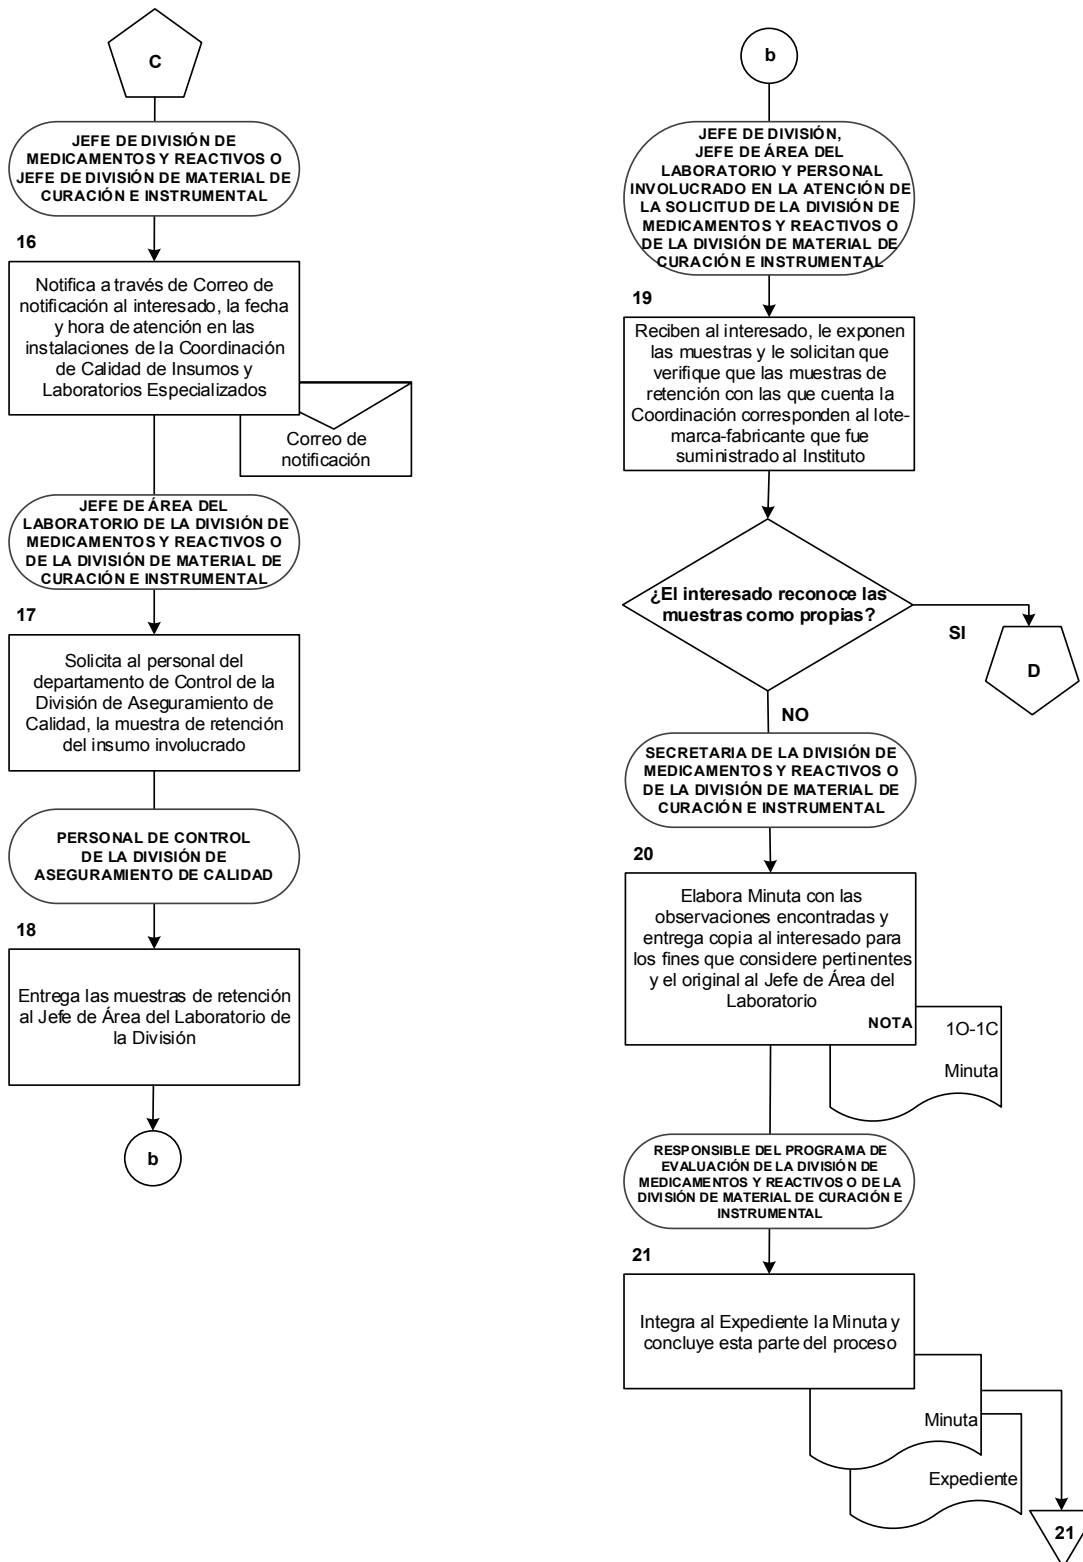 C
JEFE DE DIVISIÓN DE
MEDICAMENTOS Y REACTIVOS O
JEFE DE DIVISIÓN DE MATERIAL DE
CURACIÓN E INSTRUMENTAL
16
Notifica a través de Correo de
notificación al interesado, la fecha
y hora de atención en las
instalaciones de la Coordinación
de Calidad de Insumos y
Laboratorios Especializados
Correo de
notificación
JEFE DE ÁREA DEL
LABORATORIO DE LA DIVISIÓN DE
MEDICAMENTOS Y REACTIVOS O
DE LA DIVISIÓN DE MATERIAL DE
CURACIÓN E INSTRUMENTAL
17
Solicita al personal del
departamento de Control de la
División de Aseguramiento de
Calidad, la muestra de retención
del insumo involucrado
PERSONAL DE CONTROL
DE LA DIVISIÓN DE
ASEGURAMIENTO DE CALIDAD
18
Entrega las muestras de retención
al Jefe de Área del Laboratorio de
la División
b
b
JEFE DE DIVISIÓN,
JEFE DE ÁREA DEL
LABORATORIO Y PERSONAL
INVOLUCRADO EN LA ATENCIÓN DE
LA SOLICITUD DE LA DIVISIÓN DE
MEDICAMENTOS Y REACTIVOS O
DE LA DIVISIÓN DE MATERIAL DE
CURACIÓN E INSTRUMENTAL
19
Reciben al interesado, le exponen
las muestras y le solicitan que
verifique que las muestras de
retención con las que cuenta la
Coordinación corresponden al lote-
marca-fabricante que fue
suministrado al Instituto
¿El interesado reconoce las
muestras como propias?
SI
D
NO
SECRETARIA DE LA DIVISIÓN DE
MEDICAMENTOS Y REACTIVOS O
DE LA DIVISIÓN DE MATERIAL DE
CURACIÓN E INSTRUMENTAL
20
Elabora Minuta con las
observaciones encontradas y
entrega copia al interesado para
los fines que considere pertinentes
y el original al Jefe de Área del
Laboratorio
NOTA
1O-1C
Minuta
RESPONSIBLE DEL PROGRAMA DE
EVALUACIÓN DE LA DIVISIÓN DE
MEDICAMENTOS Y REACTIVOS O DE LA
DIVISIÓN DE MATERIAL DE CURACIÓN E
INSTRUMENTAL
21
Integra al Expediente la Minuta y
concluye esta parte del proceso
Minuta
Expediente
21